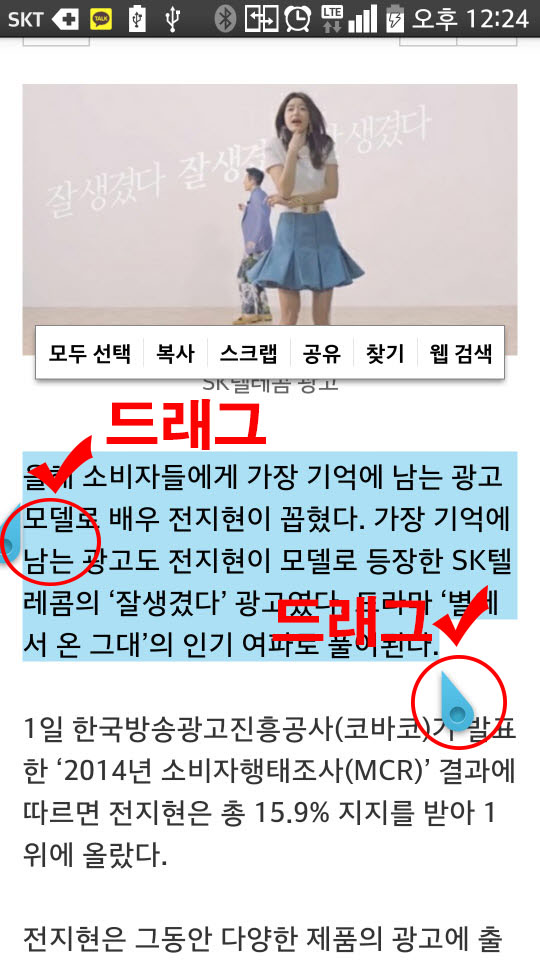 SKT TALK LTE 오후 12:24
잘생겼다 잘생겼다 잘생겼다
모두 선택 복사 스크랩 공유 찾기 웹 검색
SK텔레콤 광고
드래그
올해 소비자들에게 가장 기억에 남는 광고
모델로 배우 전지현이 꼽혔다. 가장 기억에
남는 광고도 전지현이 모델로 등장한 SK텔
레콤의 ‘잘생겼다’ 광고였다. 드라마 ‘별에
드래그
서 온 그대’의 인기 여파로 풀이된다.
1일 한국방송광고진흥공사(코바코)가 발표
한 ‘2014년 소비자행태조사(MCR)’ 결과에
따르면 전지현은 총 15.9% 지지를 받아 1
위에 올랐다.
전지현은 그동안 다양한 제품의 광고에 출